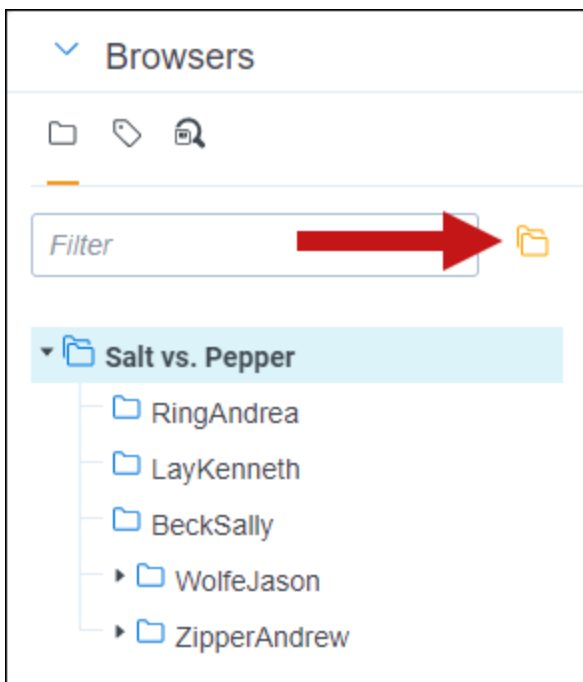 Browsers
Filter
Salt vs. Pepper
RingAndrea
LayKenneth
BeckSally
WolfeJason
ZipperAndrew